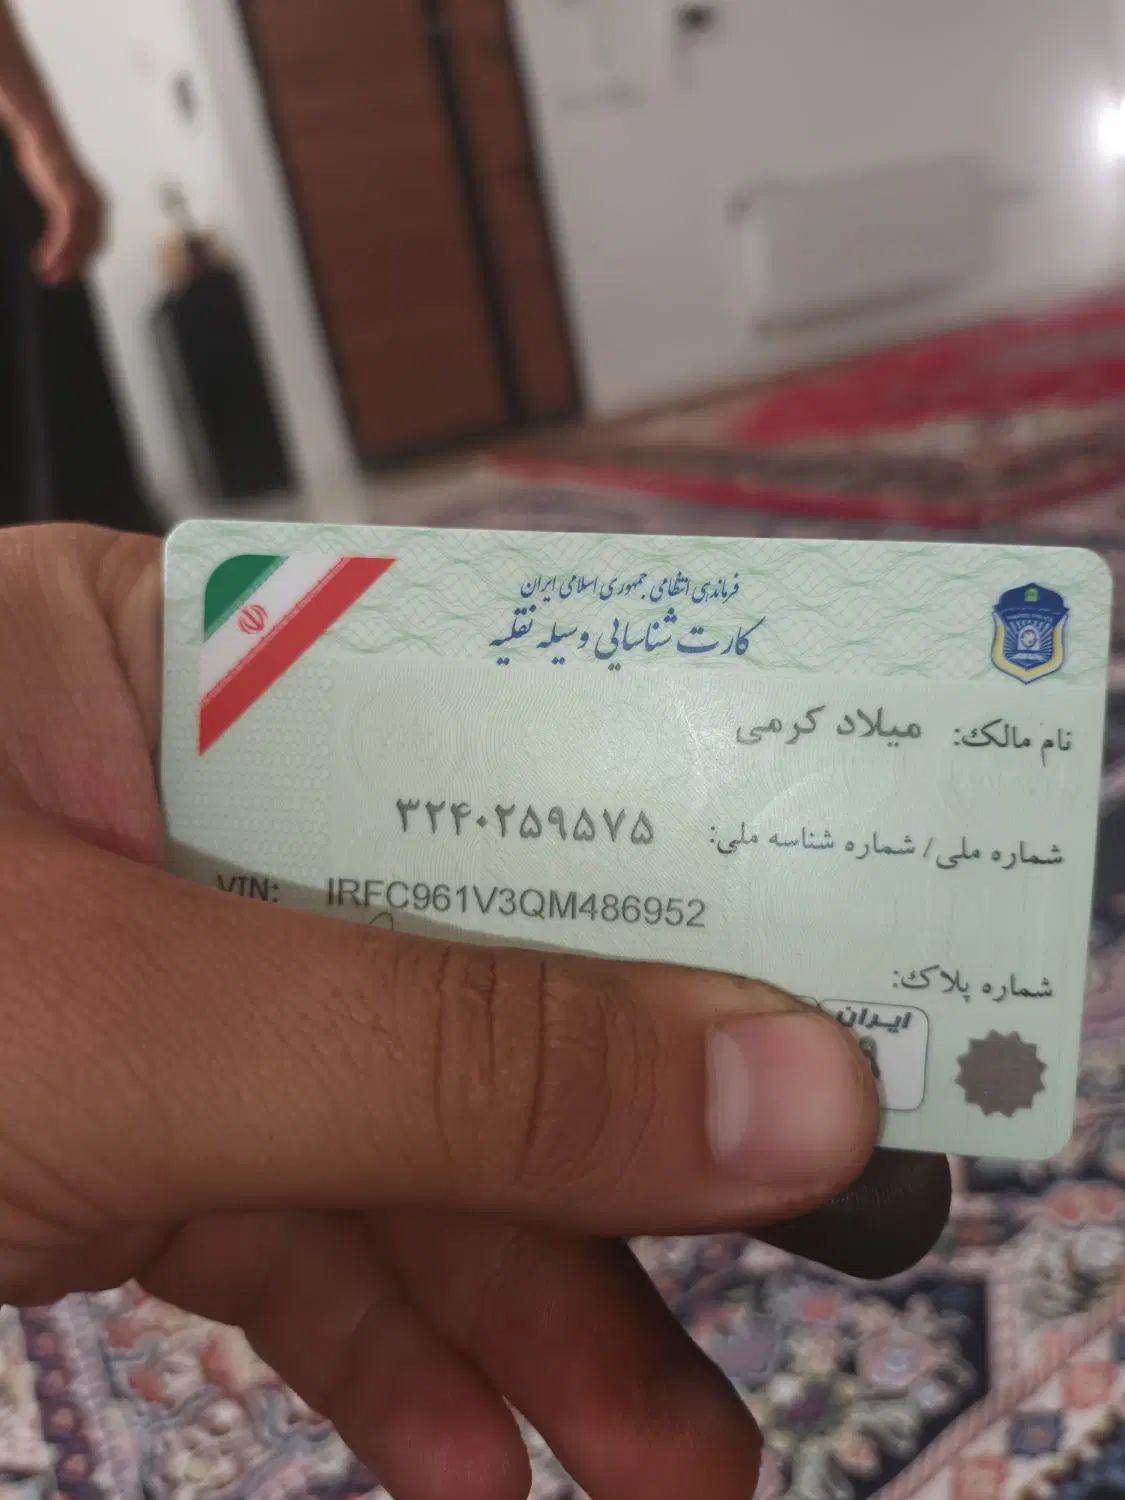 فرماندهی انتظامی جمهوری اسلامی ایران
کارت شناسایی وسیله نقلیه
نام مالک: میلاد کرمی
شماره ملی/ شماره شناسه ملی: ۳۲۴۰۲۵۹۵۷۵
VIN: IRFC961V3QM486952
شماره پلاک:
ایران